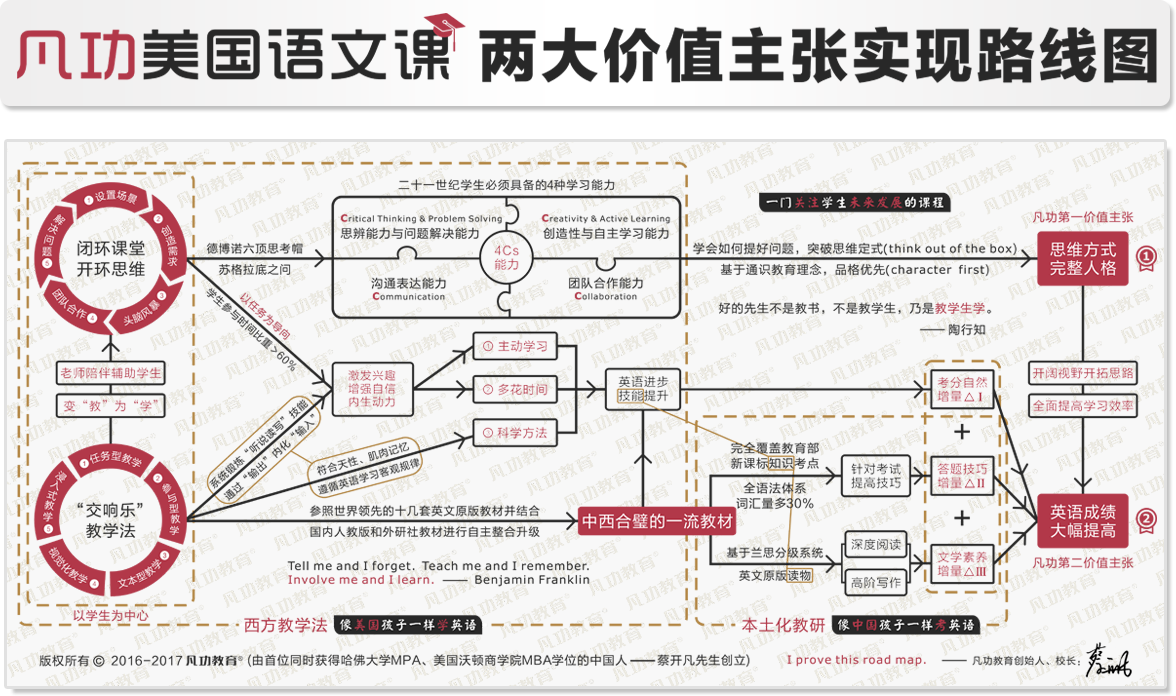 凡功美国语文课 两大价值主张实现路线图
二十一世纪学生必须具备的4种学习能力
Critical Thinking & Problem Solving
思辨能力与问题解决能力
Creativity & Active Learning
创造性与自主学习能力
4Cs
能力
沟通表达能力
Communication
团队合作能力
Collaboration
一门关注学生未来发展的课程
凡功第一价值主张
思维方式
完整人格
1
学会如何提好问题，突破思维定式(think out of the box)
基于通识教育理念，品格优先(character first)
好的先生不是教书，不是教学生，乃是教学生学。
——陶行知
闭环课堂
开环思维
1 设置场景
2 创造需求
3 头脑风暴
4 团队合作
5 解决问题
德博诺六顶思考帽
苏格拉底之问
以任务为导向
学生参与时间比重>60%
老师陪伴辅助学生
变“教”为“学”
激发兴趣
增强自信
内生动力
① 主动学习
② 多花时间
③ 科学方法
英语进步
技能提升
考分自然
增量△I
开阔视野开拓思路
全面提高学习效率
系统锻炼“听说读写”技能
通过“输出”内化“输入”
符合天性、肌肉记忆
遵循英语学习客观规律
“交响乐”
教学法
1 任务型教学
2 参与型教学
3 文本型教学
4 视觉化教学
5 浸入式教学
参照世界领先的十几套英文原版教材并结合
国内人教版和外研社教材进行自主整合升级
中西合璧的一流教材
完全覆盖教育部
新课标知识考点
全语法体系
词汇量多30%
针对考试
提高技巧
+
答题技巧
增量△II
+
基于兰思分级系统
英文原版读物
深度阅读
高阶写作
文学素养
增量△III
英语成绩
大幅提高
2
凡功第二价值主张
Tell me and I forget. Teach me and I remember.
Involve me and I learn. —— Benjamin Franklin
以学生为中心
西方教学法 像美国孩子一样学英语
本土化教研 像中国孩子一样考英语
版权所有 © 2016-2017 凡功教育® (由首位同时获得哈佛大学MPA、美国沃顿商学院MBA学位的中国人——蔡开凡先生创立)
I prove this road map. —— 凡功教育创始人、校长：